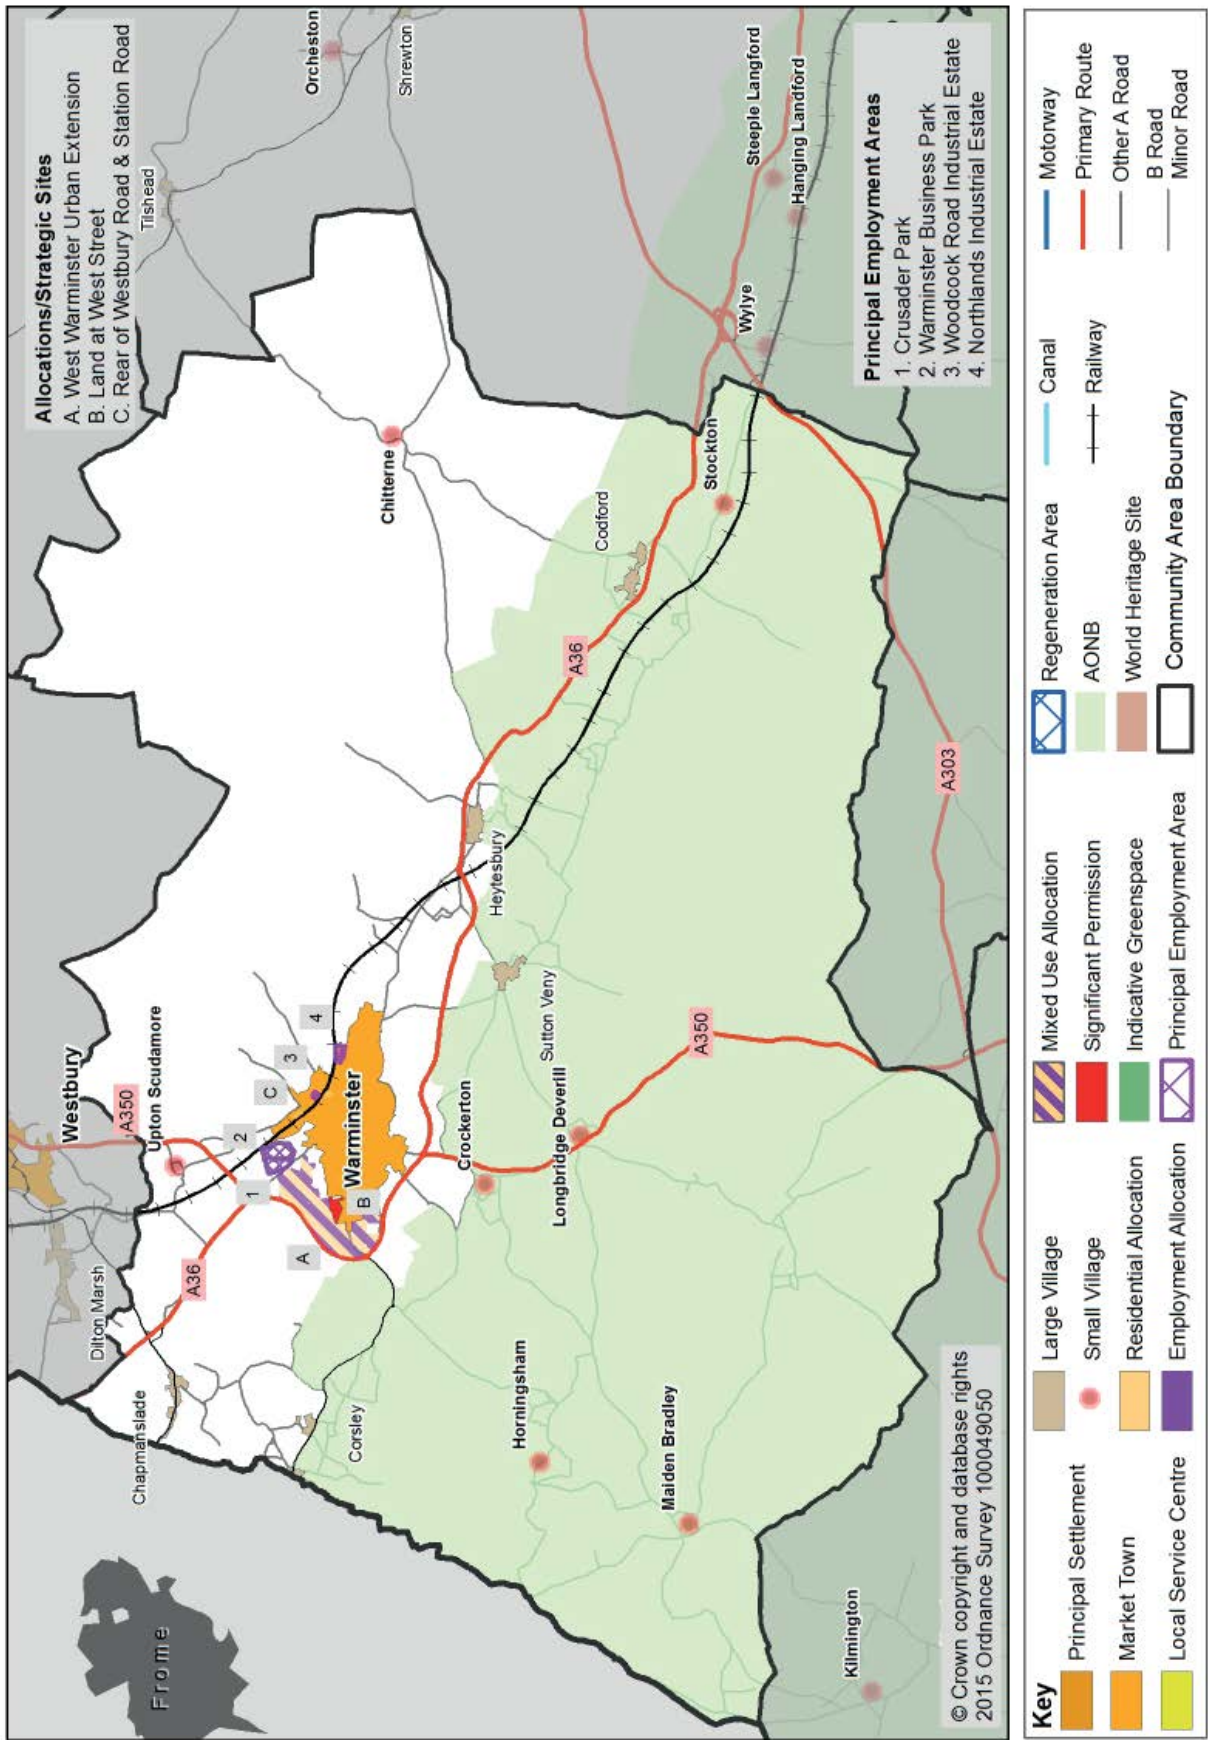 Allocations/Strategic Sites
A. West Warminster Urban Extension
B. Land at West Street
C. Rear of Westbury Road & Station Road
Orcheston
Shrewton
Tilshead
Westbury
A350
Upton Scudamore
Dilton Marsh
A36
Chapmanslade
Frome
Corsley
A
1
2
C
3
4
B
Warminster
Chitterne
Codford
Heytesbury
A36
Sutton Veny
Crockerton
Longbridge Deverill
A350
Horningsham
Maiden Bradley
Kilmington
Stockton
Wylye
Steeple Langford
Hanging Landford
A303
Principal Employment Areas
1. Crusader Park
2. Warminster Business Park
3. Woodcock Road Industrial Estate
4. Northlands Industrial Estate
© Crown copyright and database rights
2015 Ordnance Survey 100049050
Key
Principal Settlement
Market Town
Local Service Centre
Large Village
Small Village
Residential Allocation
Employment Allocation
Mixed Use Allocation
Significant Permission
Indicative Greenspace
Principal Employment Area
Regeneration Area
AONB
World Heritage Site
Community Area Boundary
Canal
Railway
Motorway
Primary Route
Other A Road
B Road
Minor Road